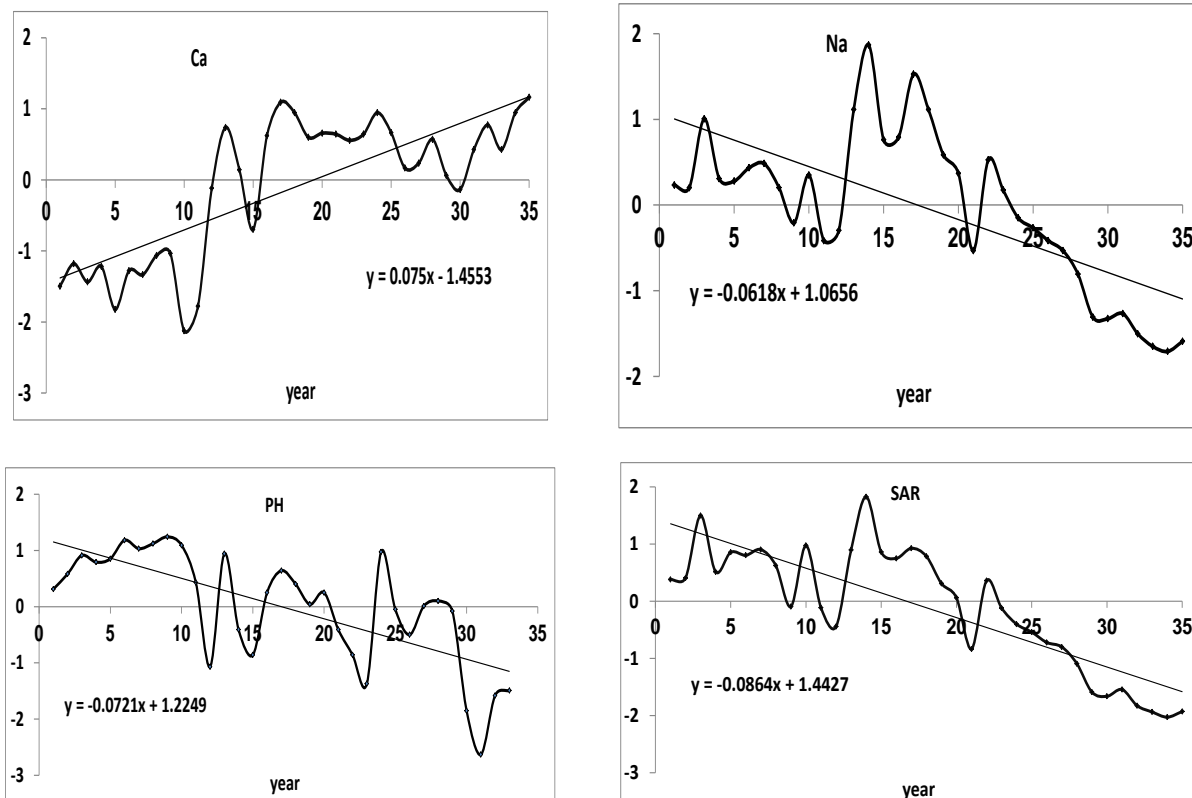 Ca
2
1
0
-1
-2
-3
0 5 10 15 20 25 30 35
y = 0.075x - 1.4553
year
Na
2
1
0
-1
-2
0 5 10 15 20 25 30 35
y = -0.0618x + 1.0656
year
PH
2
1
0
-1
-2
-3
0 5 10 15 20 25 30 35
y = -0.0721x + 1.2249
year
SAR
2
1
0
-1
-2
-3
0 5 10 15 20 25 30 35
y = -0.0864x + 1.4427
year